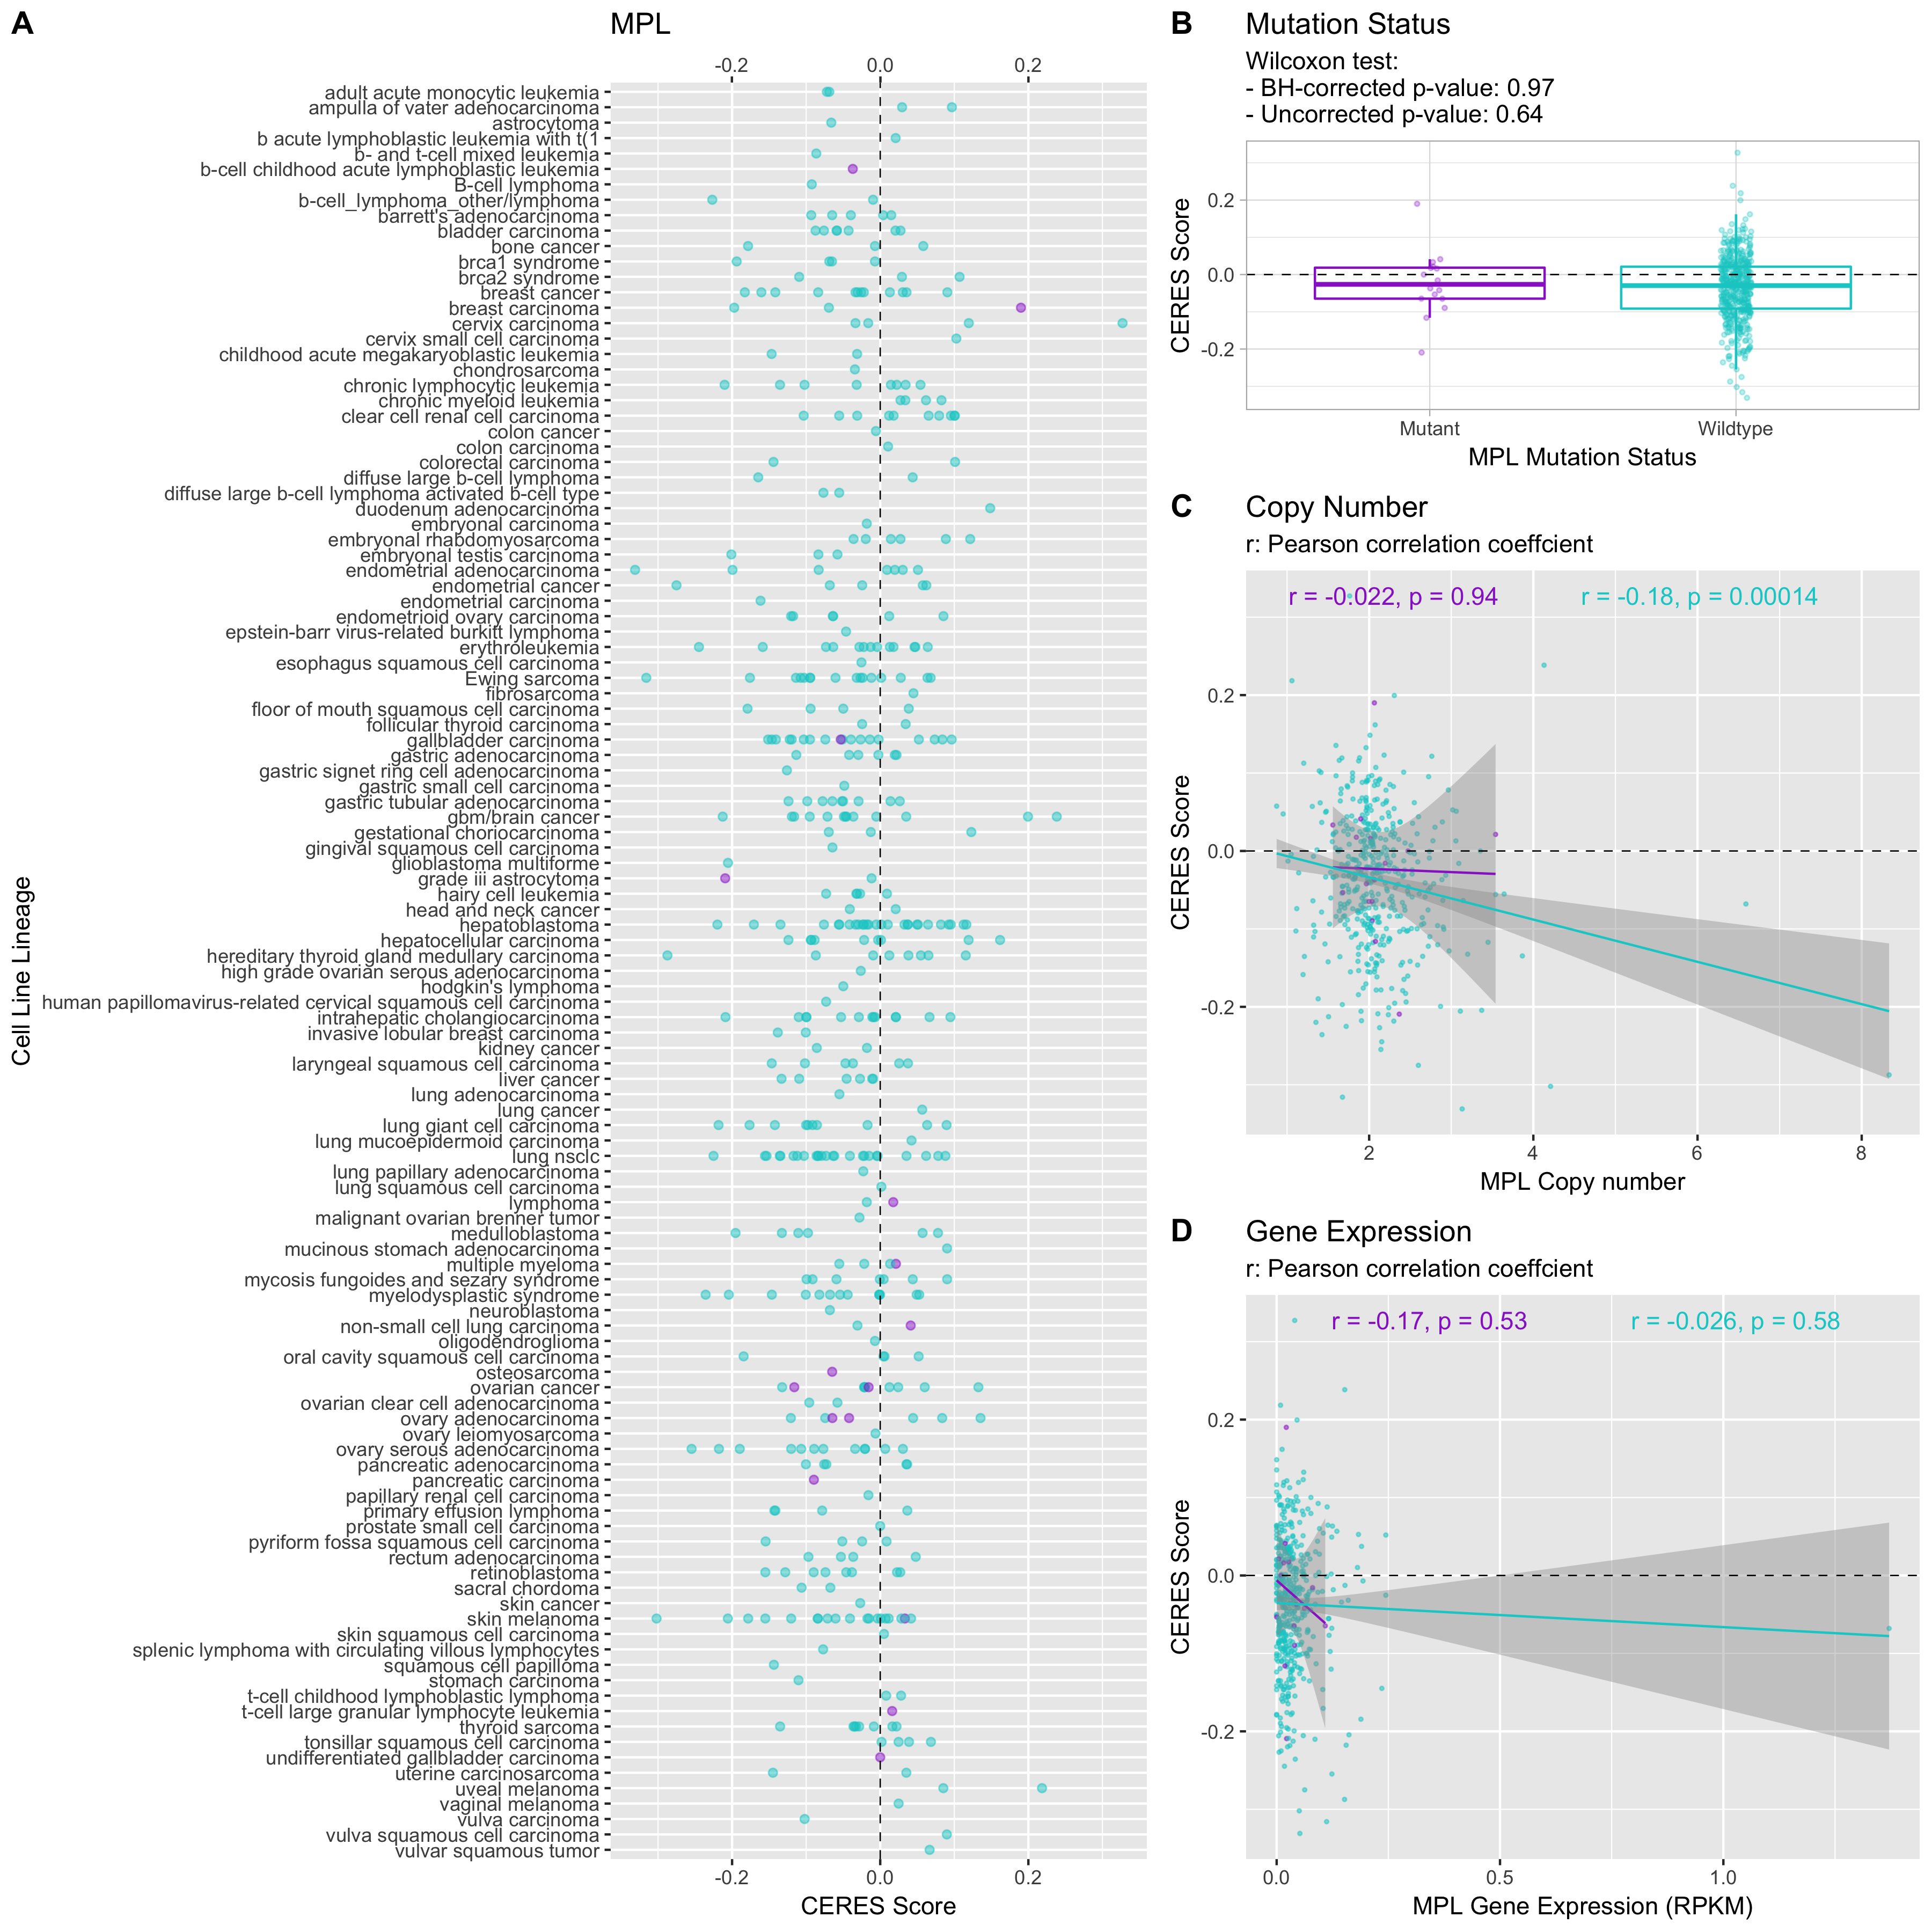 A
MPL
-0.2
0.0
0.2
adult acute monocytic leukemia
ampulla of vater adenocarcinoma
astrocytoma
b acute lymphoblastic leukemia with t(1
b- and t-cell mixed leukemia
b-cell childhood acute lymphoblastic leukemia
B-cell lymphoma
b-cell_lymphoma_other/lymphoma
barrett's adenocarcinoma
bladder carcinoma
bone cancer
brca1 syndrome
brca2 syndrome
breast cancer
breast carcinoma
cervix carcinoma
cervix small cell carcinoma
childhood acute megakaryoblastic leukemia
chondrosarcoma
chronic lymphocytic leukemia
chronic myeloid leukemia
clear cell renal cell carcinoma
colon cancer
colon carcinoma
colorectal carcinoma
diffuse large b-cell lymphoma
diffuse large b-cell lymphoma activated b-cell type
duodenum adenocarcinoma
embryonal carcinoma
embryonal rhabdomyosarcoma
embryonal testis carcinoma
endometrial adenocarcinoma
endometrial cancer
endometrial carcinoma
endometrioid ovary carcinoma
epstein-barr virus-related burkitt lymphoma
erythroleukemia
esophagus squamous cell carcinoma
Ewing sarcoma
fibrosarcoma
floor of mouth squamous cell carcinoma
follicular thyroid carcinoma
gallbladder carcinoma
gastric adenocarcinoma
gastric signet ring cell adenocarcinoma
gastric small cell carcinoma
gastric tubular adenocarcinoma
gbm/brain cancer
gestational choriocarcinoma
gingival squamous cell carcinoma
glioblastoma multiforme
grade iii astrocytoma
hairy cell leukemia
head and neck cancer
hepatoblastoma
hepatocellular carcinoma
hereditary thyroid gland medullary carcinoma
high grade ovarian serous adenocarcinoma
hodgkin's lymphoma
human papillomavirus-related cervical squamous cell carcinoma
intrahepatic cholangiocarcinoma
invasive lobular breast carcinoma
kidney cancer
laryngeal squamous cell carcinoma
liver cancer
lung adenocarcinoma
lung cancer
lung giant cell carcinoma
lung mucoepidermoid carcinoma
lung nsclc
lung papillary adenocarcinoma
lung squamous cell carcinoma
lymphoma
malignant ovarian brenner tumor
medulloblastoma
mucinous stomach adenocarcinoma
multiple myeloma
mycosis fungoides and sezary syndrome
myelodysplastic syndrome
neuroblastoma
non-small cell lung carcinoma
oligodendroglioma
oral cavity squamous cell carcinoma
osteosarcoma
ovarian cancer
ovarian clear cell adenocarcinoma
ovary adenocarcinoma
ovary leiomyosarcoma
ovary serous adenocarcinoma
pancreatic adenocarcinoma
pancreatic carcinoma
papillary renal cell carcinoma
primary effusion lymphoma
prostate small cell carcinoma
pyriform fossa squamous cell carcinoma
rectum adenocarcinoma
retinoblastoma
sacral chordoma
skin cancer
skin melanoma
skin squamous cell carcinoma
splenic lymphoma with circulating villous lymphocytes
squamous cell papilloma
stomach carcinoma
t-cell childhood lymphoblastic lymphoma
t-cell large granular lymphocyte leukemia
thyroid sarcoma
tonsillar squamous cell carcinoma
undifferentiated gallbladder carcinoma
uterine carcinosarcoma
uveal melanoma
vaginal melanoma
vulva carcinoma
vulva squamous cell carcinoma
vulvar squamous tumor
-0.2
0.0
0.2
CERES Score
Cell Line Lineage
B
Mutation Status
Wilcoxon test:
- BH-corrected p-value: 0.97
- Uncorrected p-value: 0.64
0.2
0.0
-0.2
CERES Score
Mutant
Wildtype
MPL Mutation Status
C
Copy Number
r: Pearson correlation coeffcient
r = -0.022, p = 0.94
r = -0.18, p = 0.00014
0.2
0.0
-0.2
CERES Score
2
4
6
8
MPL Copy number
D
Gene Expression
r: Pearson correlation coeffcient
r = -0.17, p = 0.53
r = -0.026, p = 0.58
0.2
0.0
-0.2
CERES Score
0.0
0.5
1.0
MPL Gene Expression (RPKM)